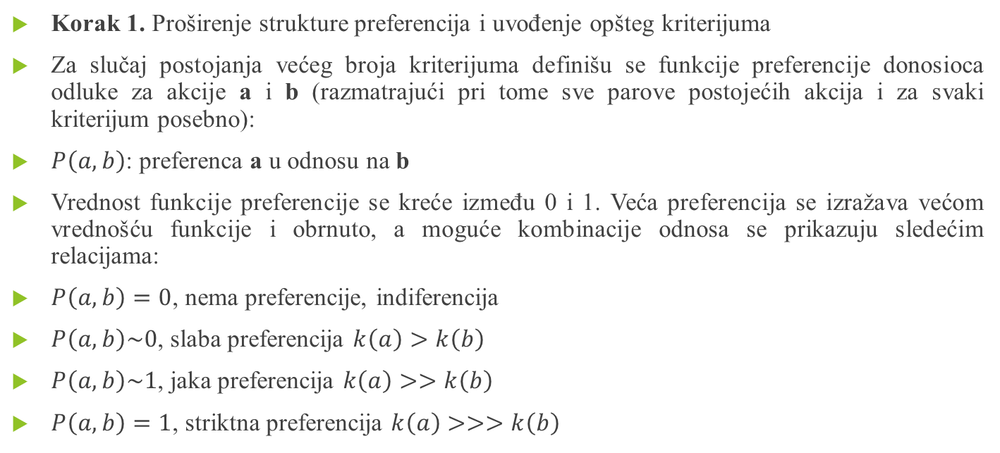 Korak 1. Proširenje strukture preferencija i uvođenje opšteg kriterijuma
Za slučaj postojanja većeg broja kriterijuma definišu se funkcije preferencije donosioca
odluke za akcije a i b (razmatrajući pri tome sve parove postojećih akcija i za svaki
kriterijum posebno):
P(a, b): preferenca a u odnosu na b
Vrednost funkcije preferencije se kreće između 0 i 1. Veća preferencija se izražava većom
vrednošću funkcije i obrnuto, a moguće kombinacije odnosa se prikazuju sledećim
relacijama:
P(a, b) = 0, nema preferencije, indiferencija
P(a, b)~0, slaba preferencija k(a) > k(b)
P(a, b)~1, jaka preferencija k(a) >> k(b)
P(a, b) = 1, striktna preferencija k(a) >>> k(b)